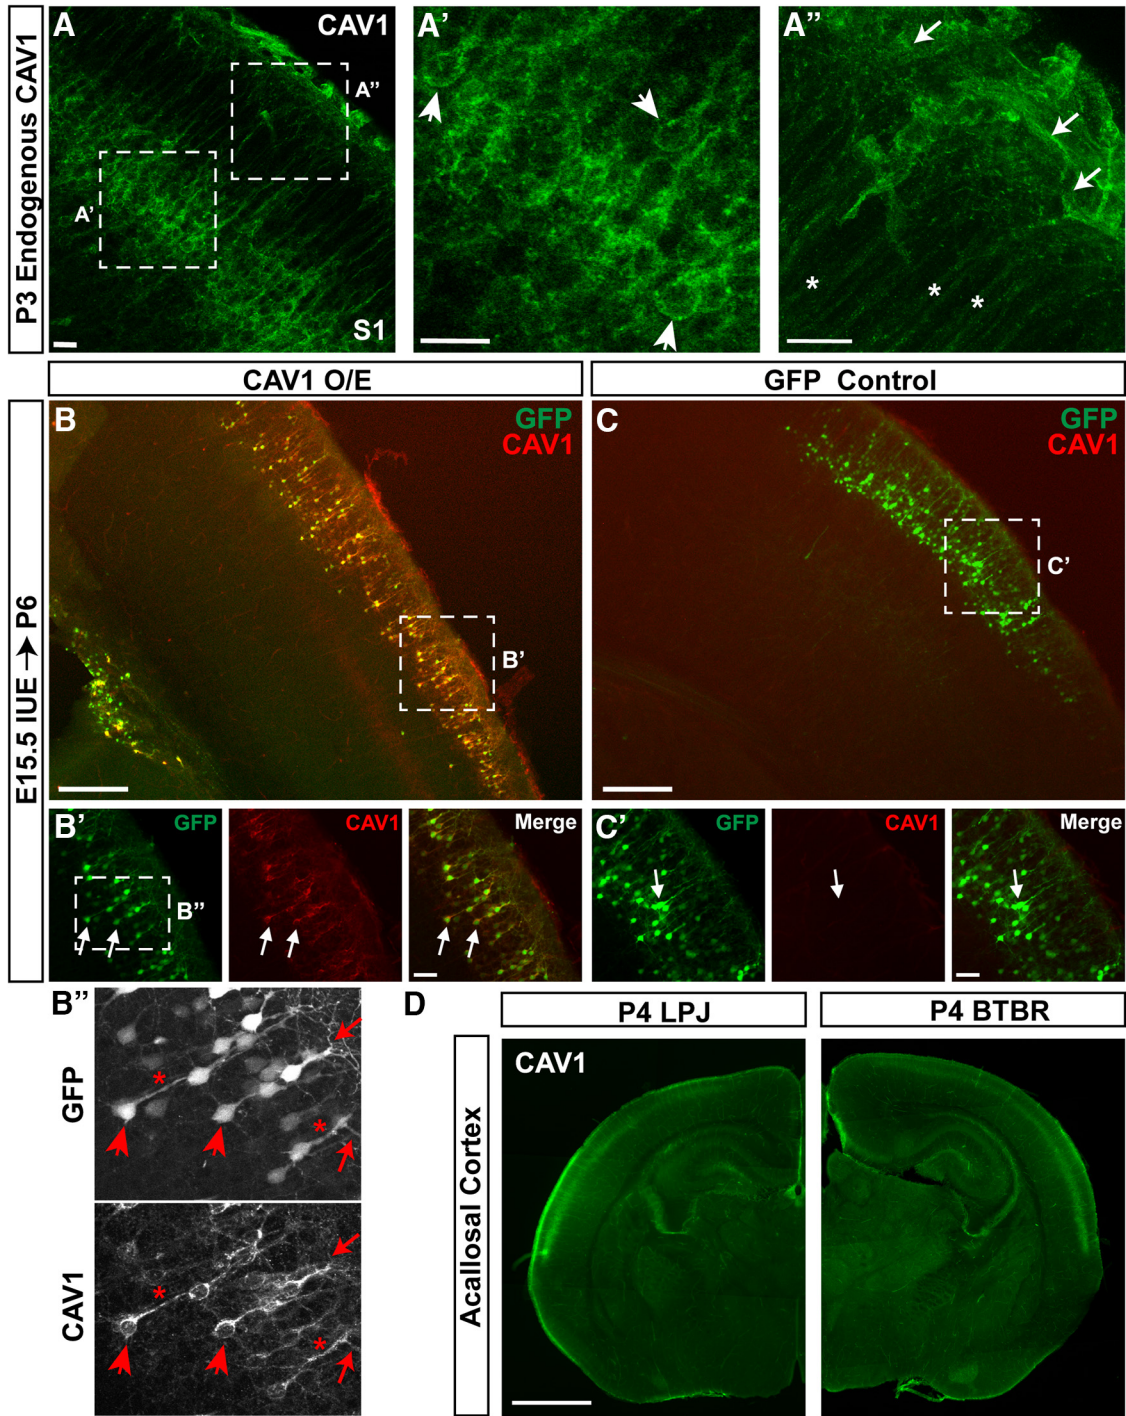 P3 Endogenous CAV1
A
CAV1
A''
A'
S1
A'
A''
*
*
*
CAV1 O/E
GFP Control
E15.5 IUE → P6
B
GFP
CAV1
B'
C
GFP
CAV1
C'
B'
GFP
B''
CAV1
Merge
C'
GFP
CAV1
Merge
B''
GFP
*
*
CAV1
*
*
D
P4 LPJ
P4 BTBR
Acallosal Cortex
CAV1